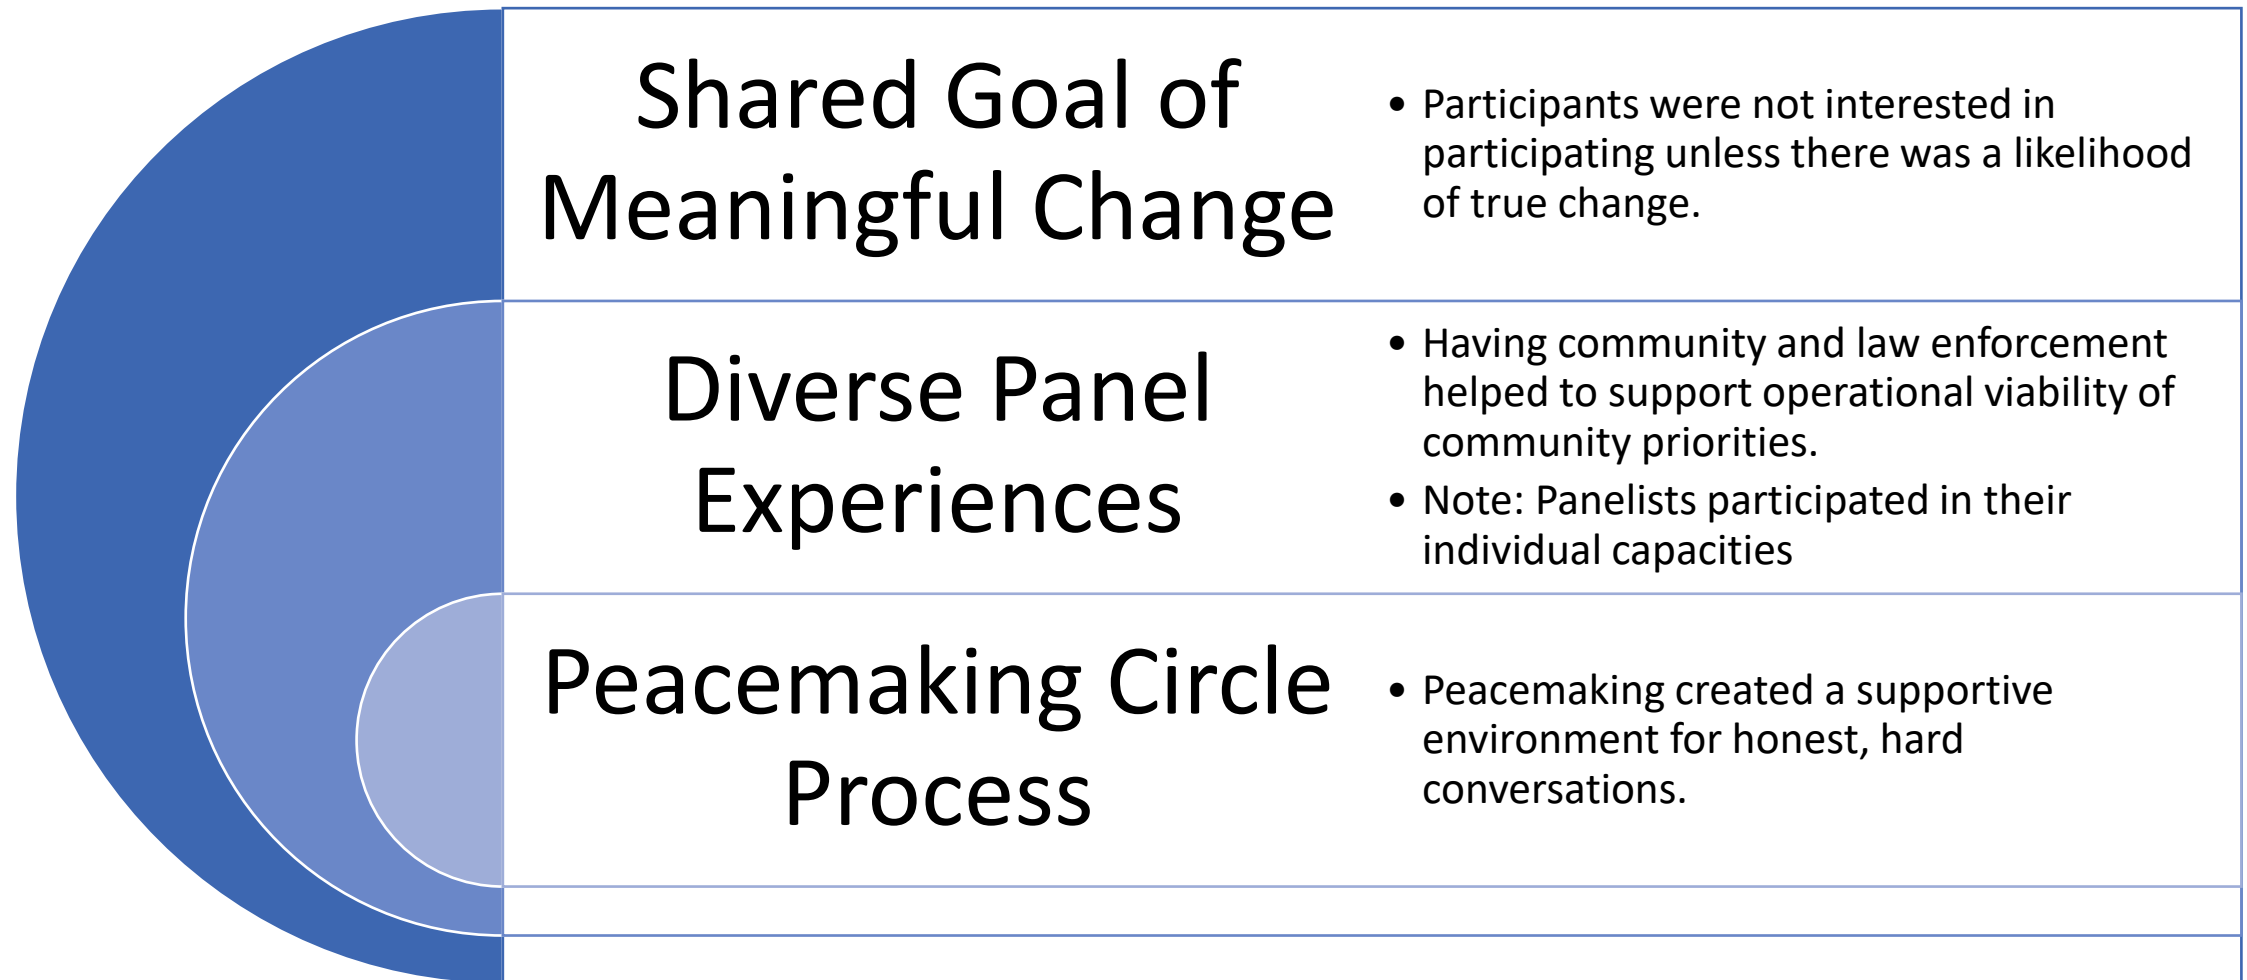 Shared Goal of
Meaningful Change
• Participants were not interested in
participating unless there was a likelihood
of true change.
Diverse Panel
Experiences
• Having community and law enforcement
helped to support operational viability of
community priorities.
• Note: Panelists participated in their
individual capacities
Peacemaking Circle
Process
• Peacemaking created a supportive
environment for honest, hard
conversations.